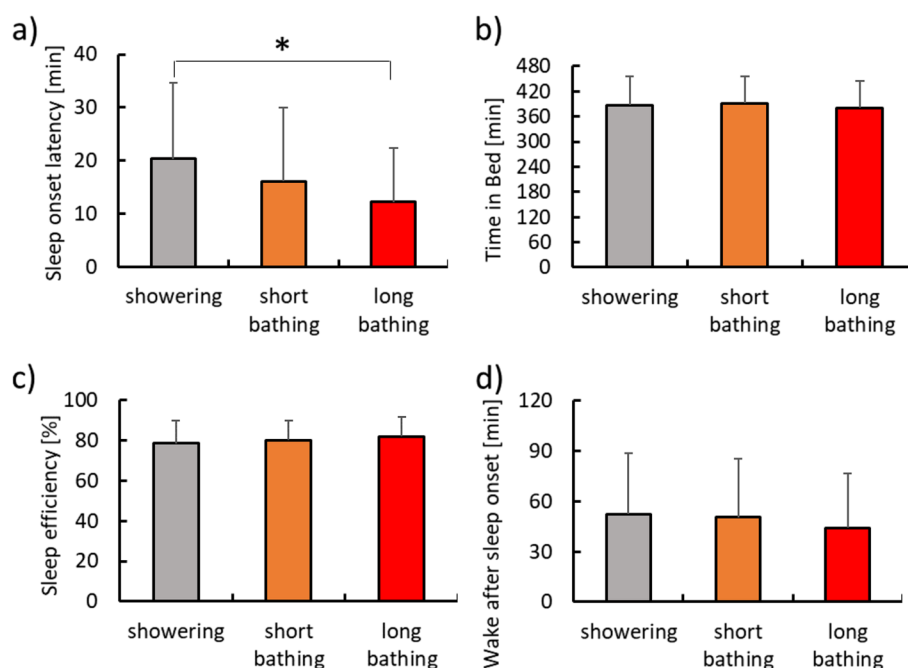 a)
*
Sleep onset latency [min]
40
30
20
10
0
showering
short
bathing
long
bathing
b)
Time in Bed [min]
480
420
360
300
240
180
120
60
0
showering
short
bathing
long
bathing
c)
Sleep efficiency [%]
100
80
60
40
20
0
showering
short
bathing
long
bathing
d)
Wake after sleep onset [min]
120
90
60
30
0
showering
short
bathing
long
bathing